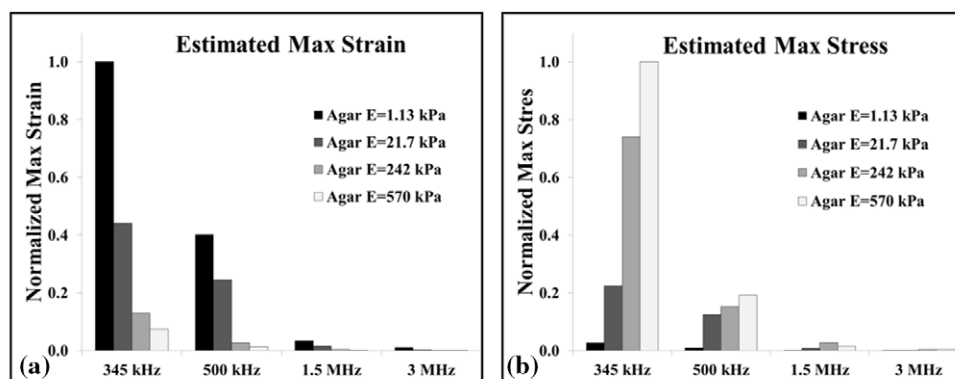 Estimated Max Strain
Normalized Max Strain
1.0
0.8
0.6
0.4
0.2
0.0
Agar E=1.13 kPa
Agar E=21.7 kPa
Agar E=242 kPa
Agar E=570 kPa
345 kHz 500 kHz 1.5 MHz 3 MHz
(a)
Estimated Max Stress
Normalized Max Stres
1.0
0.8
0.6
0.4
0.2
0.0
Agar E=1.13 kPa
Agar E=21.7 kPa
Agar E=242 kPa
Agar E=570 kPa
345 kHz 500 kHz 1.5 MHz 3 MHz
(b)